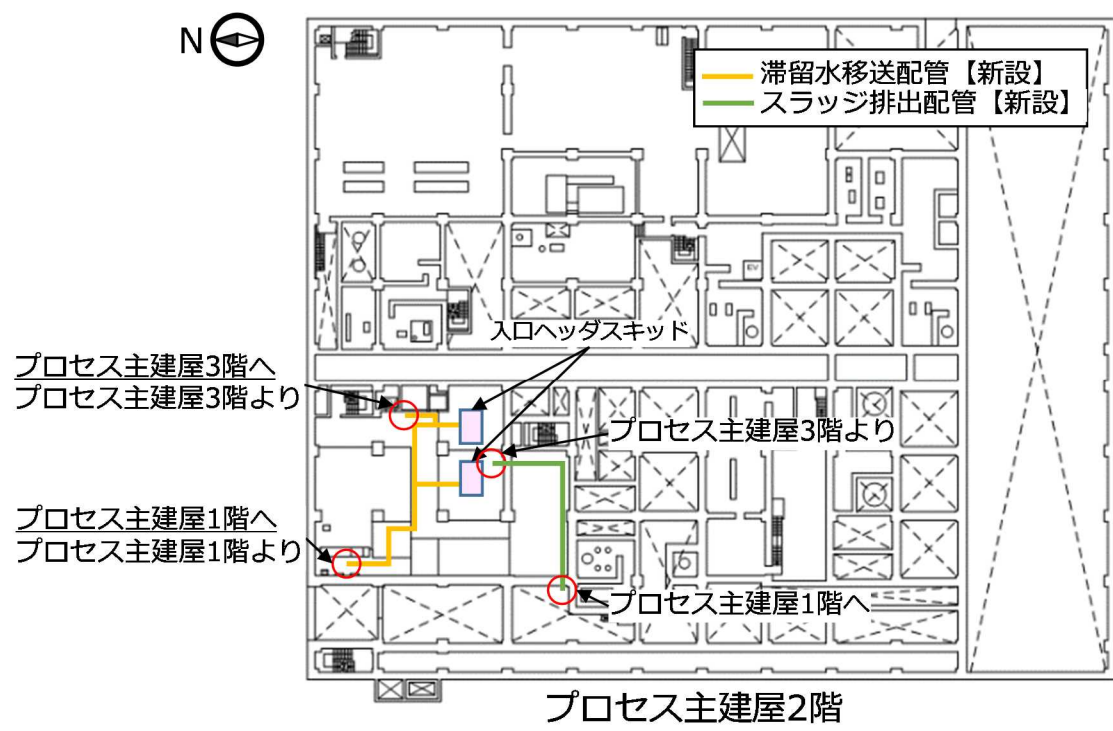 N
滞留水移送配管【新設】
スラッジ排出配管【新設】
EV
入口ヘッダスキッド
プロセス主建屋3階へ
プロセス主建屋3階より
プロセス主建屋3階より
プロセス主建屋1階へ
プロセス主建屋1階より
プロセス主建屋1階へ
プロセス主建屋2階